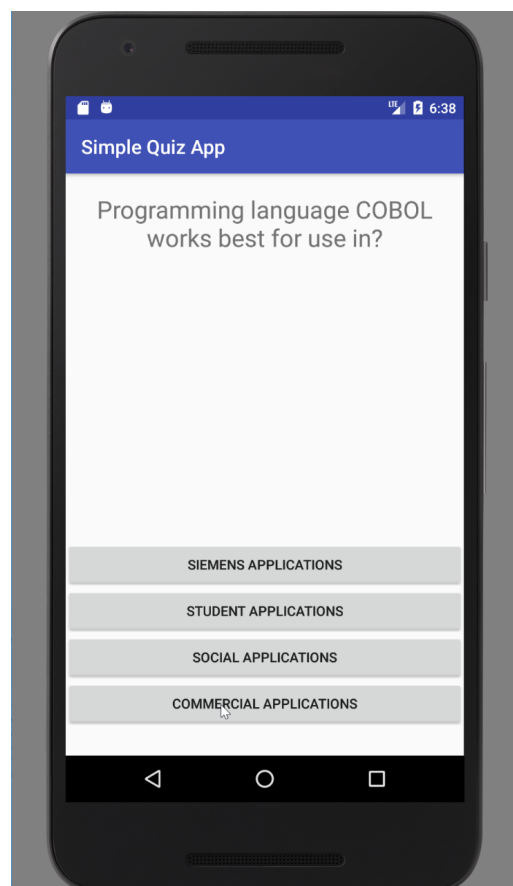 LTE 6:38
Simple Quiz App
Programming language COBOL
works best for use in?
SIEMENS APPLICATIONS
STUDENT APPLICATIONS
SOCIAL APPLICATIONS
COMMERCIAL APPLICATIONS